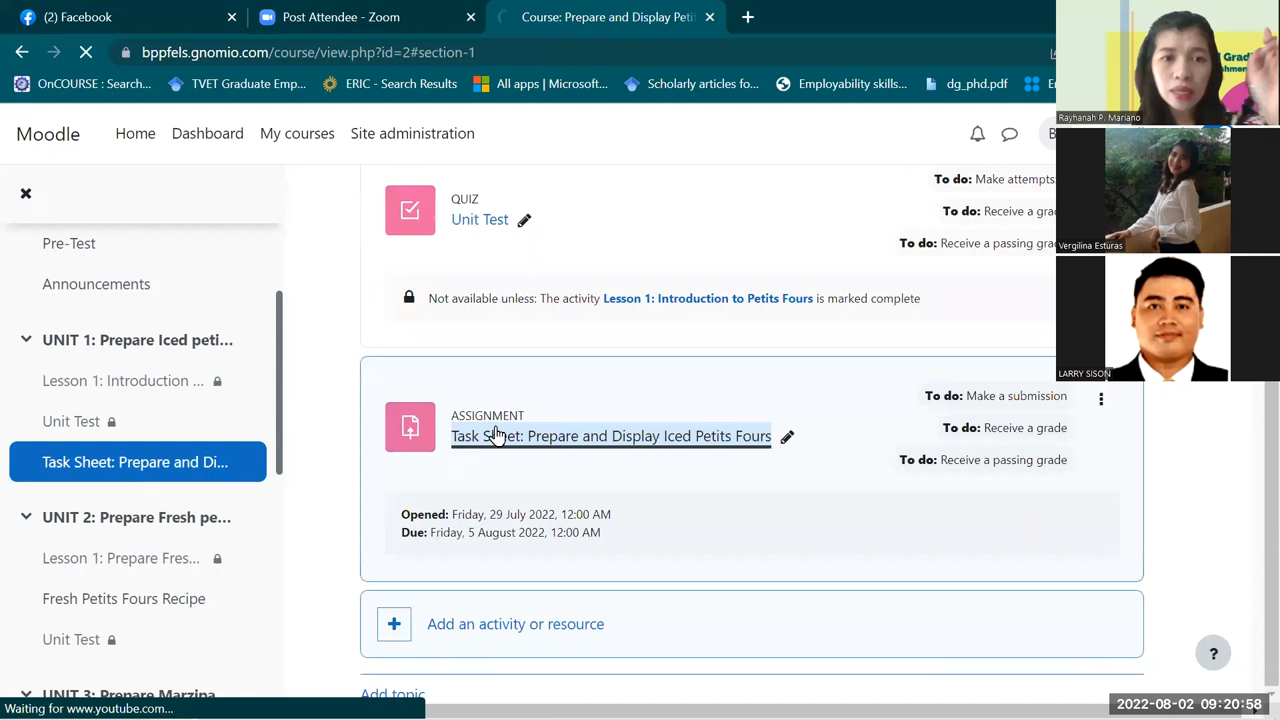 (2) Facebook
Post Attendee - Zoom
Course: Prepare and Display Peti
bppfels.gnomio.com/course/view.php?id=2#section-1
OnCOURSE : Search...
TVET Graduate Emp...
ERIC - Search Results
All apps | Microsoft...
Scholarly articles fo...
Employability skills...
dg_phd.pdf
Rayhanah P. Mariano
Moodle
Home
Dashboard
My courses
Site administration
Pre-Test
Announcements
UNIT 1: Prepare Iced peti...
Lesson 1: Introduction ...
Unit Test
Task Sheet: Prepare and Di...
UNIT 2: Prepare Fresh pe...
Lesson 1: Prepare Fres...
Fresh Petits Fours Recipe
Unit Test
UNIT 3: Prepare Marzipa
QUIZ
Unit Test
To do: Make attempts
To do: Receive a grad
To do: Receive a passing gra
Not available unless: The activity Lesson 1: Introduction to Petits Fours is marked complete
Vergilina Esturas
LARRY SISON
ASSIGNMENT
Task Sheet: Prepare and Display Iced Petits Fours
To do: Make a submission
To do: Receive a grade
To do: Receive a passing grade
Opened: Friday, 29 July 2022, 12:00 AM
Due: Friday, 5 August 2022, 12:00 AM
Add an activity or resource
Add topic
?
Waiting for www.youtube.com...
2022-08-02 09:20:58